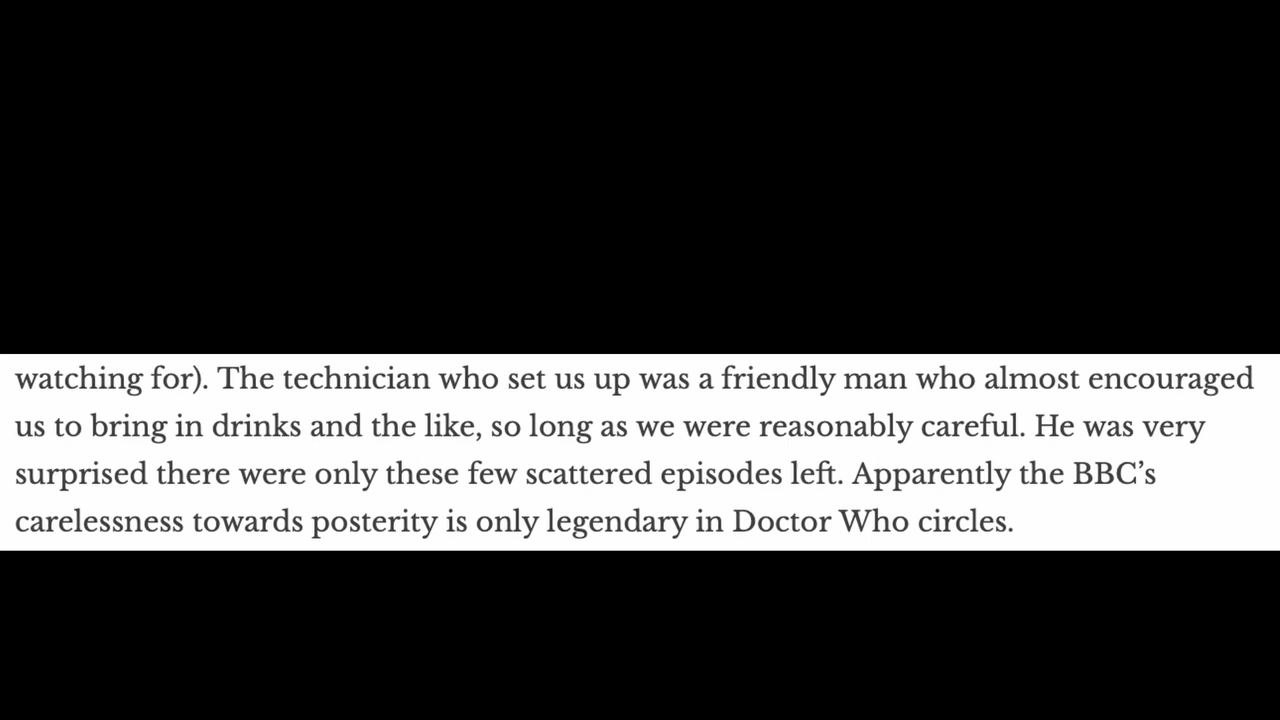 watching for). The technician who set us up was a friendly man who almost encouraged
us to bring in drinks and the like, so long as we were reasonably careful. He was very
surprised there were only these few scattered episodes left. Apparently the BBC’s
carelessness towards posterity is only legendary in Doctor Who circles.